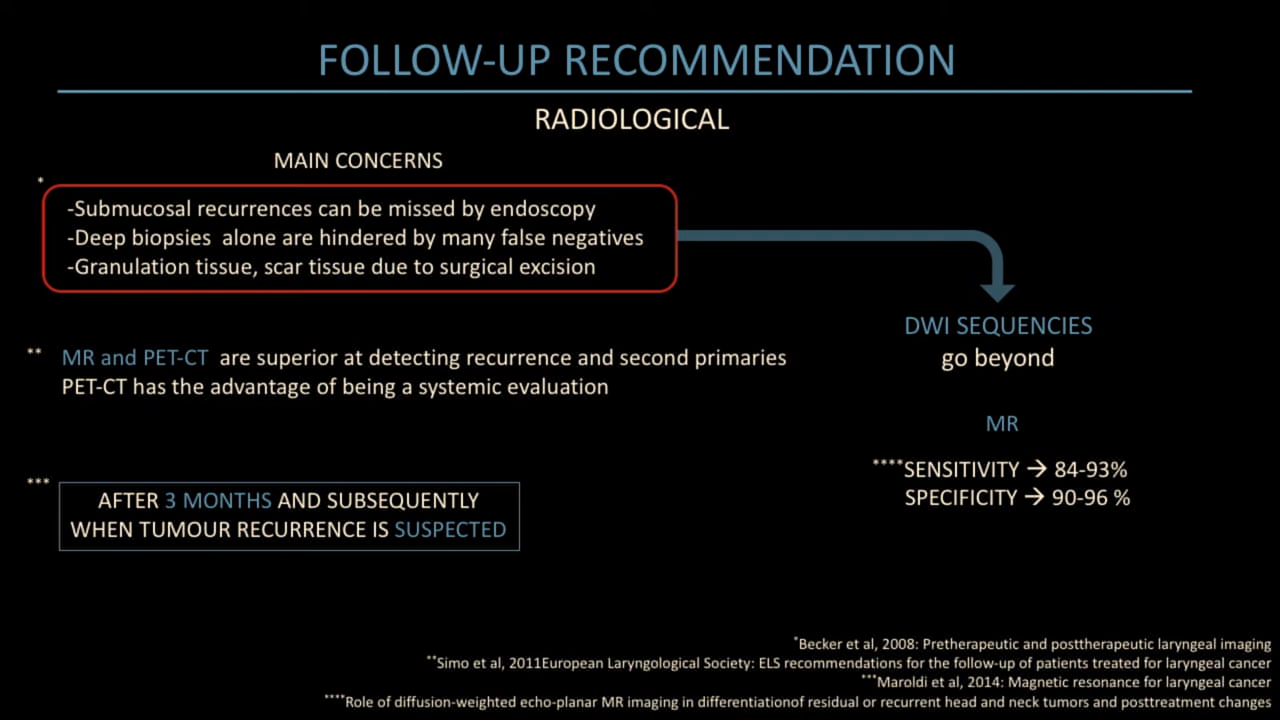 FOLLOW-UP RECOMMENDATION
RADIOLOGICAL
MAIN CONCERNS
*
-Submucosal recurrences can be missed by endoscopy
-Deep biopsies alone are hindered by many false negatives
-Granulation tissue, scar tissue due to surgical excision
DWI SEQUENCIES
go beyond
MR
****SENSITIVITY → 84-93%
SPECIFICITY → 90-96 %
** MR and PET-CT are superior at detecting recurrence and second primaries
PET-CT has the advantage of being a systemic evaluation
***
AFTER 3 MONTHS AND SUBSEQUENTLY
WHEN TUMOUR RECURRENCE IS SUSPECTED
*Becker et al, 2008: Pretherapeutic and posttherapeutic laryngeal imaging
**Simo et al, 2011European Laryngological Society: ELS recommendations for the follow-up of patients treated for laryngeal cancer
***Maroldi et al, 2014: Magnetic resonance for laryngeal cancer
****Role of diffusion-weighted echo-planar MR imaging in differentiationof residual or recurrent head and neck tumors and posttreatment changes